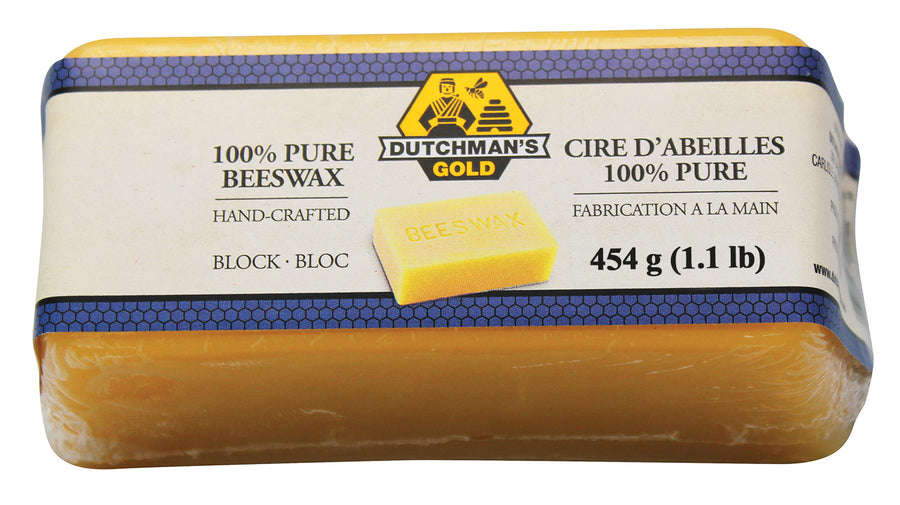 DUTCHMAN'S
GOLD
100% PURE
BEESWAX
HAND-CRAFTED
BLOCK · BLOC
BEESWAX
CIRE D'ABEILLES
100% PURE
FABRICATION A LA MAIN
454 g (1.1 lb)